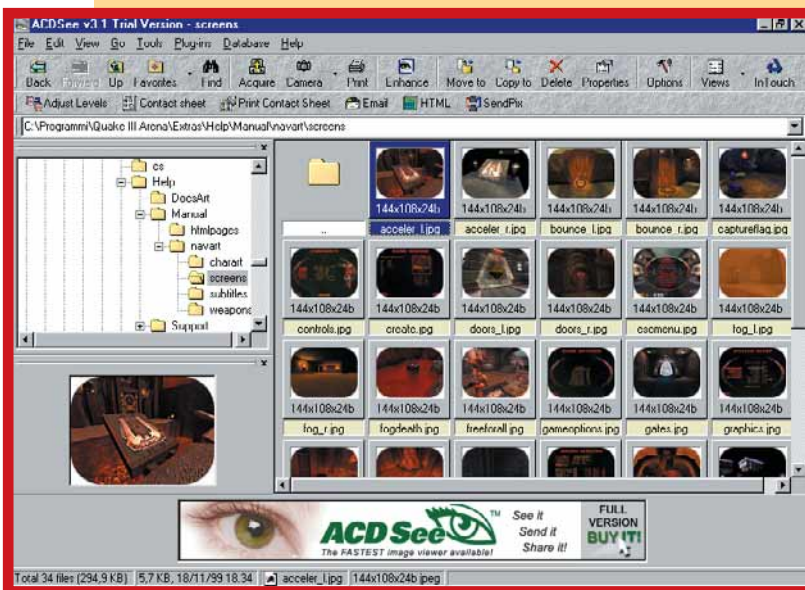 ACDSee v3.1 Trial Version - screens
File Edit View Go Tools Plug-ins Database Help
Back Forward Up Favorites Find Acquire Camera Print Enhance Move to Copy to Delete Properties Options Views InTouch
Adjust Levels Contact sheet Print Contact Sheet Email HTML SendPix
C:\Programmi\Quake III Arena\Extras\Help\Manual\navart\screens
cs
Help
DocsArt
Manual
htmlpages
navart
charart
screens
subtitles
weapons
Support
144x108x24b 144x108x24b 144x108x24b 144x108x24b 144x108x24b
.. acceler_l.jpg acceler_r.jpg bounce_l.jpg bounce_r.jpg captureflag.jpg
144x108x24b 144x108x24b 144x108x24b 144x108x24b 144x108x24b 144x108x24b
controls.jpg create.jpg doors_l.jpg doors_r.jpg escmenu.jpg fog_l.jpg
144x108x24b 144x108x24b 144x108x24b 144x108x24b 144x108x24b 144x108x24b
fog_r.jpg fogdeath.jpg freeforall.jpg gameoptions.jpg gates.jpg graphics.jpg
ACDSee™
The FASTEST image viewer available!
See it
Send it
Share it!
FULL
VERSION
BUY IT!
Total 34 files (294,9 KB) 5,7 KB, 18/11/99 18.34 acceler_l.jpg 144x108x24b jpeg